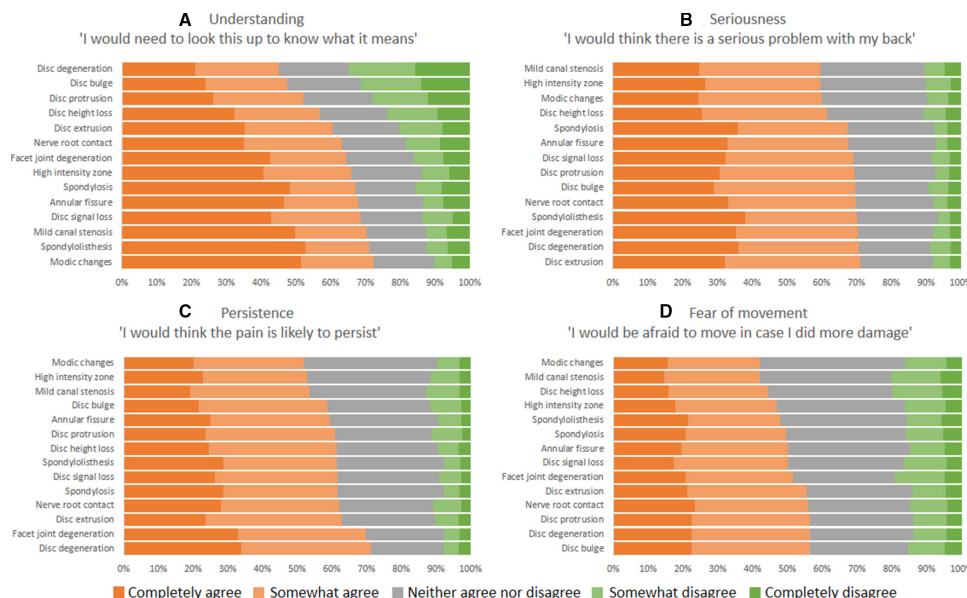 A Understanding
'I would need to look this up to know what it means'
Disc degeneration
Disc bulge
Disc protrusion
Disc height loss
Disc extrusion
Nerve root contact
Facet joint degeneration
High intensity zone
Spondylosis
Annular fissure
Disc signal loss
Mild canal stenosis
Spondylolisthesis
Modic changes
0% 10% 20% 30% 40% 50% 60% 70% 80% 90% 100%
B Seriousness
'I would think there is a serious problem with my back'
Mild canal stenosis
High intensity zone
Modic changes
Disc height loss
Spondylosis
Annular fissure
Disc signal loss
Disc protrusion
Disc bulge
Nerve root contact
Spondylolisthesis
Facet joint degeneration
Disc degeneration
Disc extrusion
0% 10% 20% 30% 40% 50% 60% 70% 80% 90% 100%
C Persistence
'I would think the pain is likely to persist'
Modic changes
High intensity zone
Mild canal stenosis
Disc bulge
Annular fissure
Disc protrusion
Disc height loss
Spondylolisthesis
Disc signal loss
Spondylosis
Nerve root contact
Disc extrusion
Facet joint degeneration
Disc degeneration
0% 10% 20% 30% 40% 50% 60% 70% 80% 90% 100%
D Fear of movement
'I would be afraid to move in case I did more damage'
Modic changes
Mild canal stenosis
Disc height loss
High intensity zone
Spondylolisthesis
Spondylosis
Annular fissure
Disc signal loss
Facet joint degeneration
Disc extrusion
Nerve root contact
Disc protrusion
Disc degeneration
Disc bulge
0% 10% 20% 30% 40% 50% 60% 70% 80% 90% 100%
Completely agree Somewhat agree Neither agree nor disagree Somewhat disagree Completely disagree